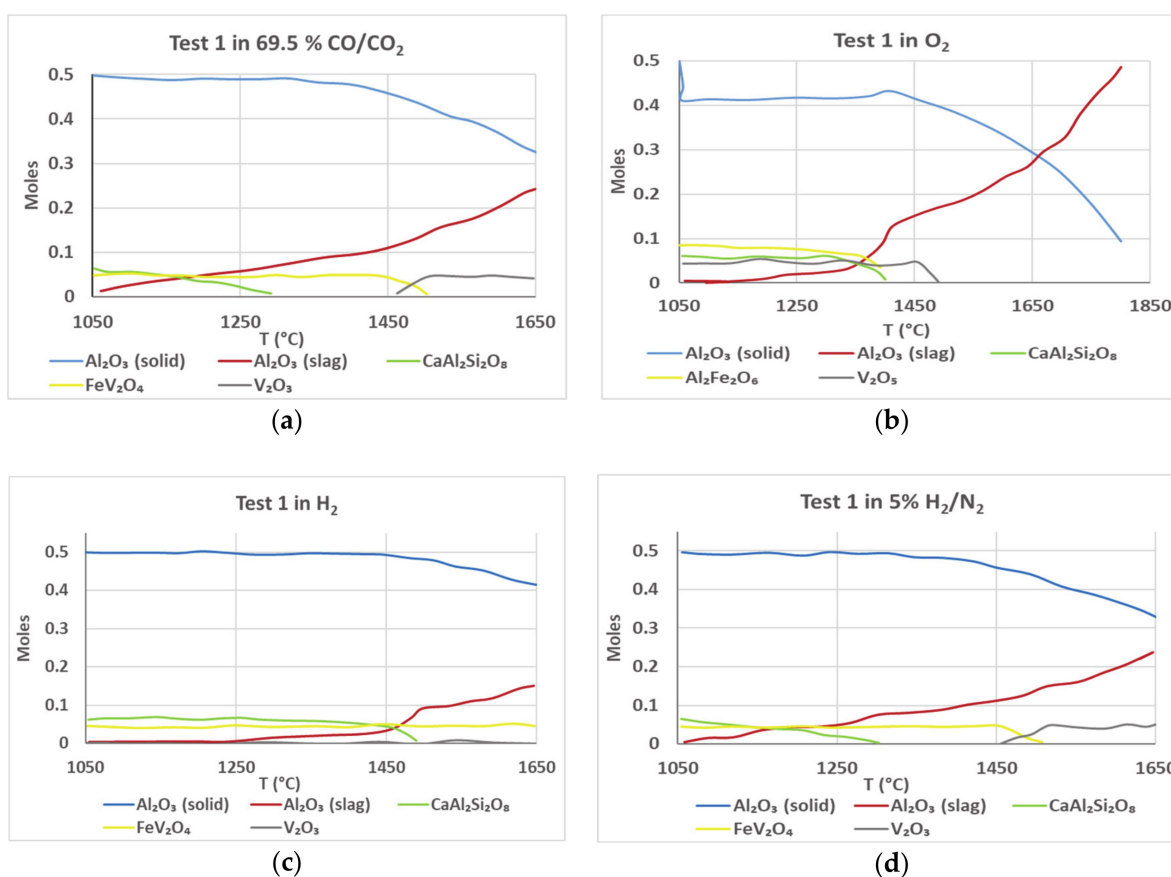 Test 1 in 69.5 % CO/CO₂
Moles
0.5
0.4
0.3
0.2
0.1
0
1050 1250 1450 1650
T (°C)
Al₂O₃ (solid) Al₂O₃ (slag) CaAl₂Si₂O₈
FeV₂O₄ V₂O₃
(a)
Test 1 in O₂
Moles
0.5
0.4
0.3
0.2
0.1
0
1050 1250 1450 1650 1850
T (°C)
Al₂O₃ (solid) Al₂O₃ (slag) CaAl₂Si₂O₈
Al₂Fe₂O₆ V₂O₅
(b)
Test 1 in H₂
Moles
0.5
0.4
0.3
0.2
0.1
0
1050 1250 1450 1650
T (°C)
Al₂O₃ (solid) Al₂O₃ (slag) CaAl₂Si₂O₈
FeV₂O₄ V₂O₃
(c)
Test 1 in 5% H₂/N₂
Moles
0.5
0.4
0.3
0.2
0.1
0
1050 1250 1450 1650
T (°C)
Al₂O₃ (solid) Al₂O₃ (slag) CaAl₂Si₂O₈
FeV₂O₄ V₂O₃
(d)